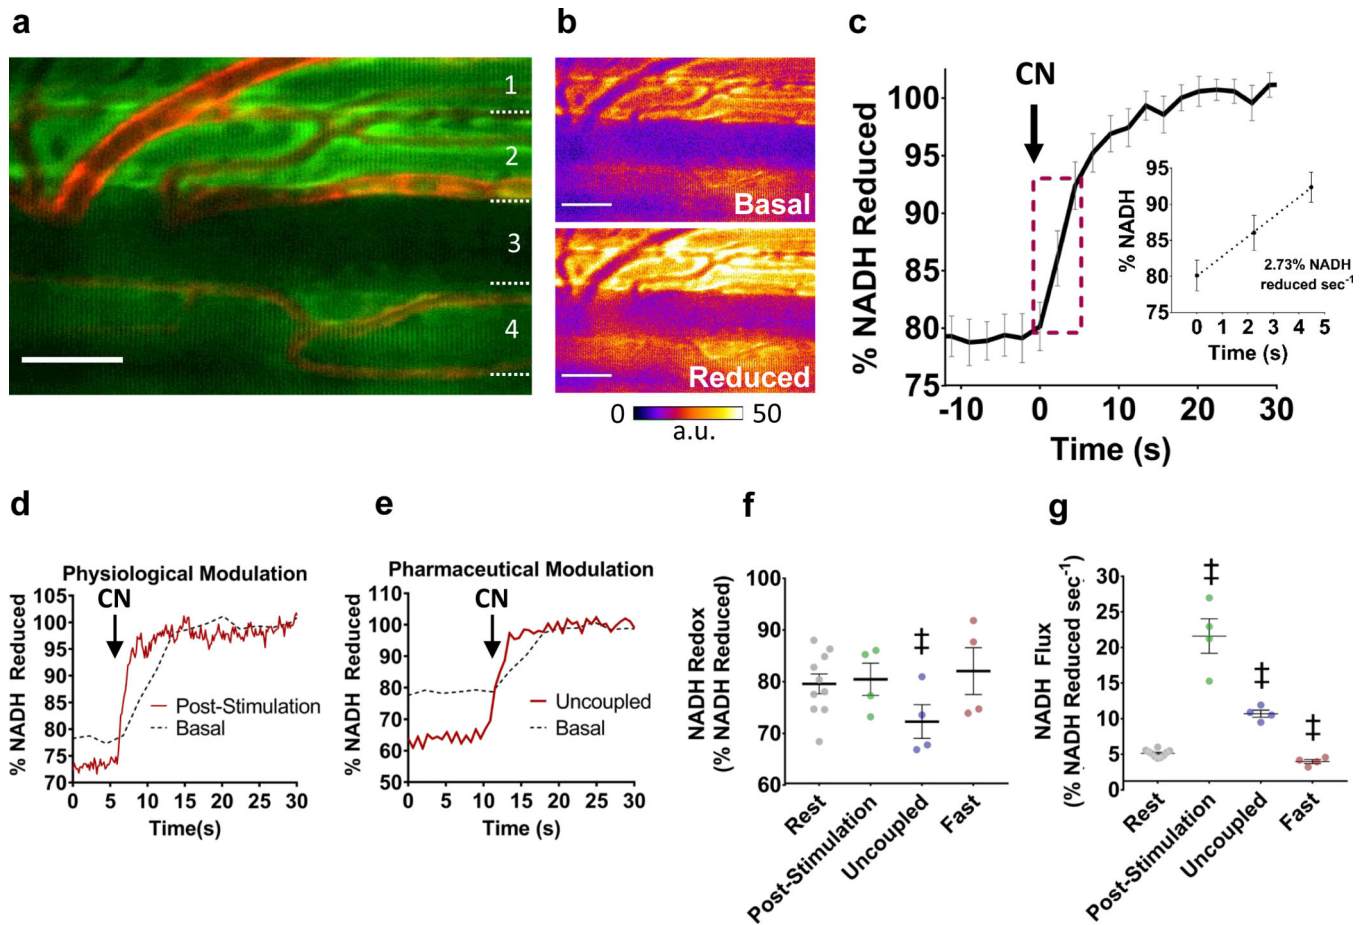 a
1
2
3
4
b
Basal
Reduced
0 50
a.u.
c
CN
% NADH Reduced
100
95
90
85
80
75
-10 0 10 20 30
Time (s)
% NADH
95
90
85
80
75
2.73% NADH
reduced sec-1
0 1 2 3 4 5
Time (s)
d
Physiological Modulation
CN
% NADH Reduced
105
100
95
90
85
80
75
70
Post-Stimulation
Basal
0 5 10 15 20 25 30
Time(s)
e
Pharmaceutical Modulation
CN
% NADH Reduced
110
100
90
80
70
60
50
Uncoupled
Basal
0 5 10 15 20 25 30
Time (s)
f
NADH Redox
(% NADH Reduced)
100
90
80
70
60
‡
Rest
Post-Stimulation
Uncoupled
Fast
g
NADH Flux
(% NADH Reduced sec-1)
30
25
20
15
10
5
0
‡
‡
‡
Rest
Post-Stimulation
Uncoupled
Fast